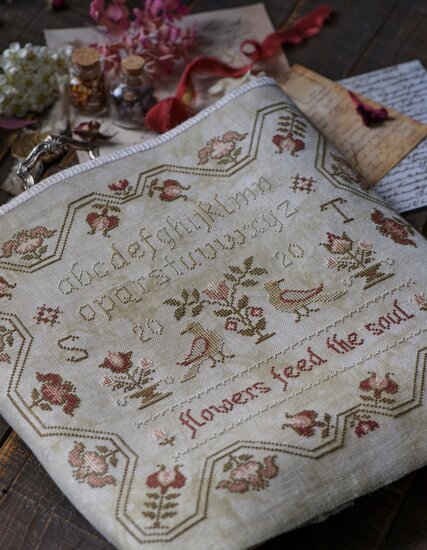 abcdefghijklmn
opqrstuvwxyz
20 20
S T
flowers feed the soul